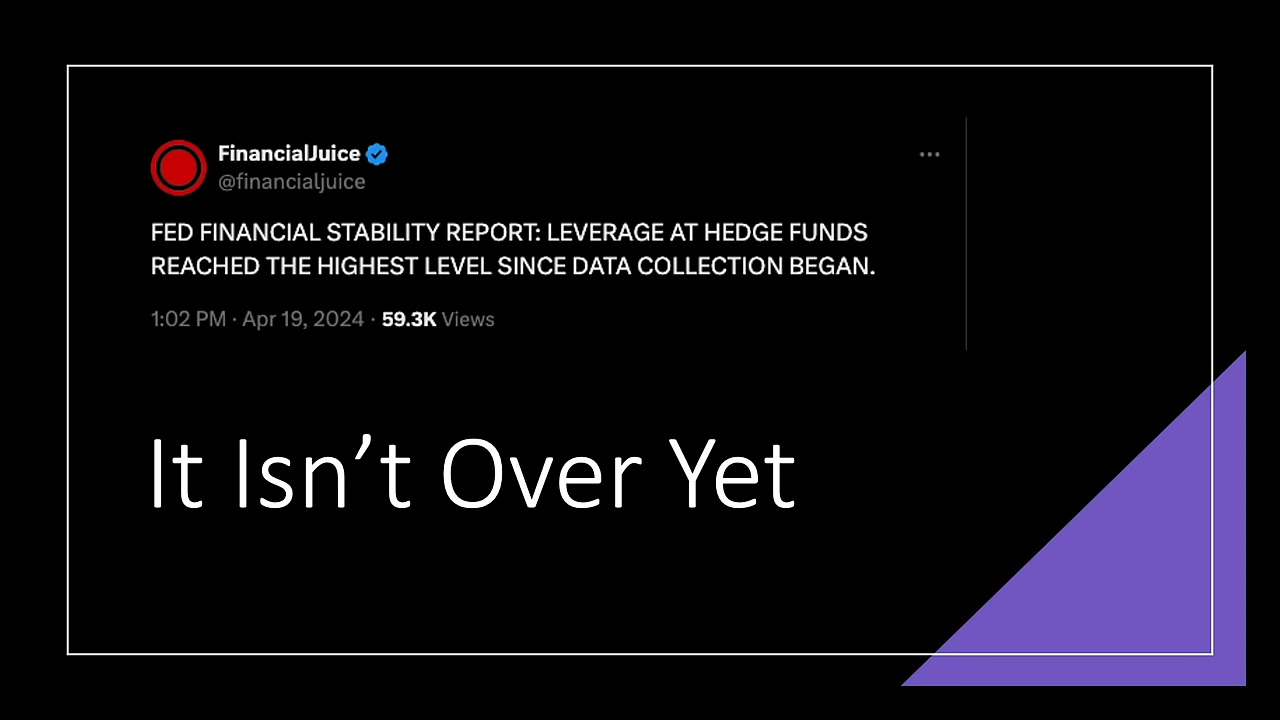 FinancialJuice
@financialjuice
FED FINANCIAL STABILITY REPORT: LEVERAGE AT HEDGE FUNDS
REACHED THE HIGHEST LEVEL SINCE DATA COLLECTION BEGAN.
1:02 PM · Apr 19, 2024 · 59.3K Views
It Isn’t Over Yet